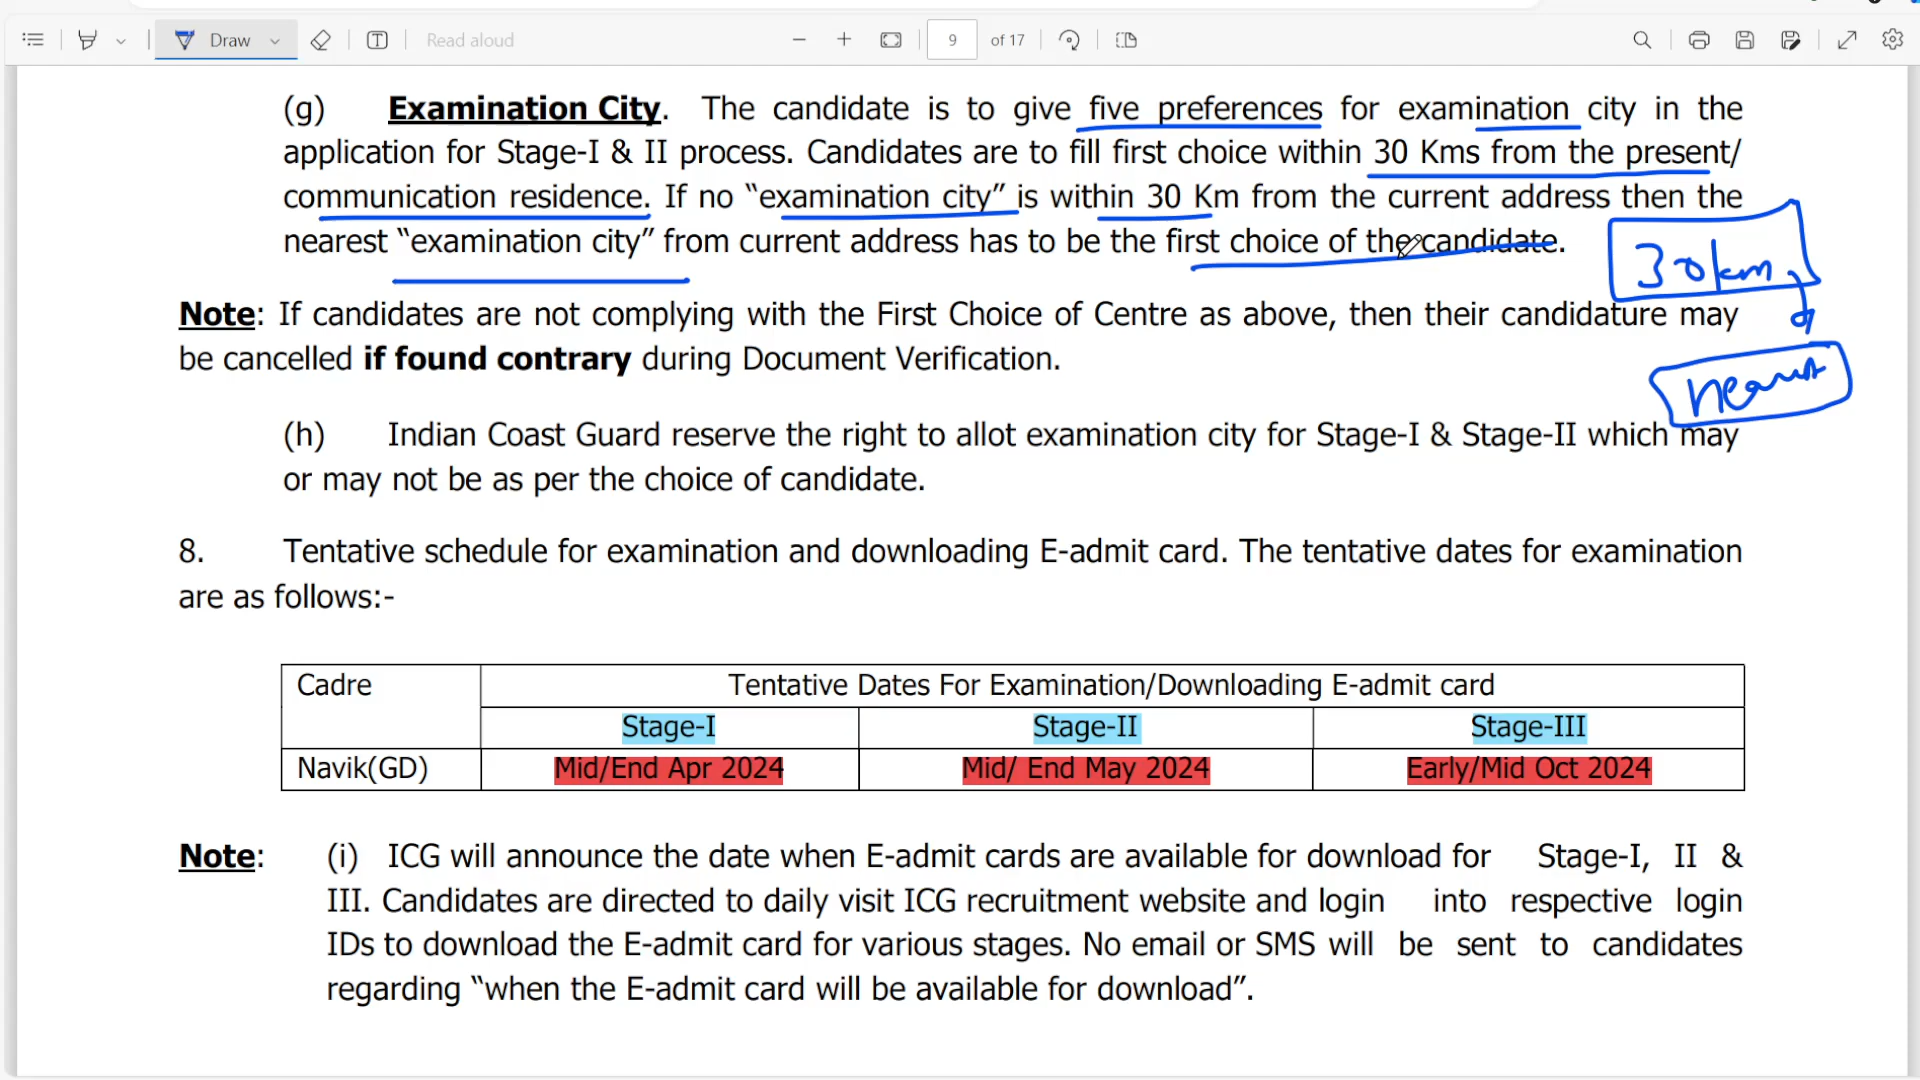 Draw
Read aloud
9
of 17
(g) Examination City. The candidate is to give five preferences for examination city in the
application for Stage-I & II process. Candidates are to fill first choice within 30 Kms from the present/
communication residence. If no “examination city” is within 30 Km from the current address then the
nearest “examination city” from current address has to be the first choice of the candidate.
30km
Note: If candidates are not complying with the First Choice of Centre as above, then their candidature may
be cancelled if found contrary during Document Verification.
(h) Indian Coast Guard reserve the right to allot examination city for Stage-I & Stage-II which may
or may not be as per the choice of candidate.
8. Tentative schedule for examination and downloading E-admit card. The tentative dates for examination
are as follows:-
Cadre
Tentative Dates For Examination/Downloading E-admit card
Stage-I Stage-II Stage-III
Navik(GD) Mid/End Apr 2024 Mid/ End May 2024 Early/Mid Oct 2024
Note: (i) ICG will announce the date when E-admit cards are available for download for Stage-I, II &
III. Candidates are directed to daily visit ICG recruitment website and login into respective login
IDs to download the E-admit card for various stages. No email or SMS will be sent to candidates
regarding “when the E-admit card will be available for download”.